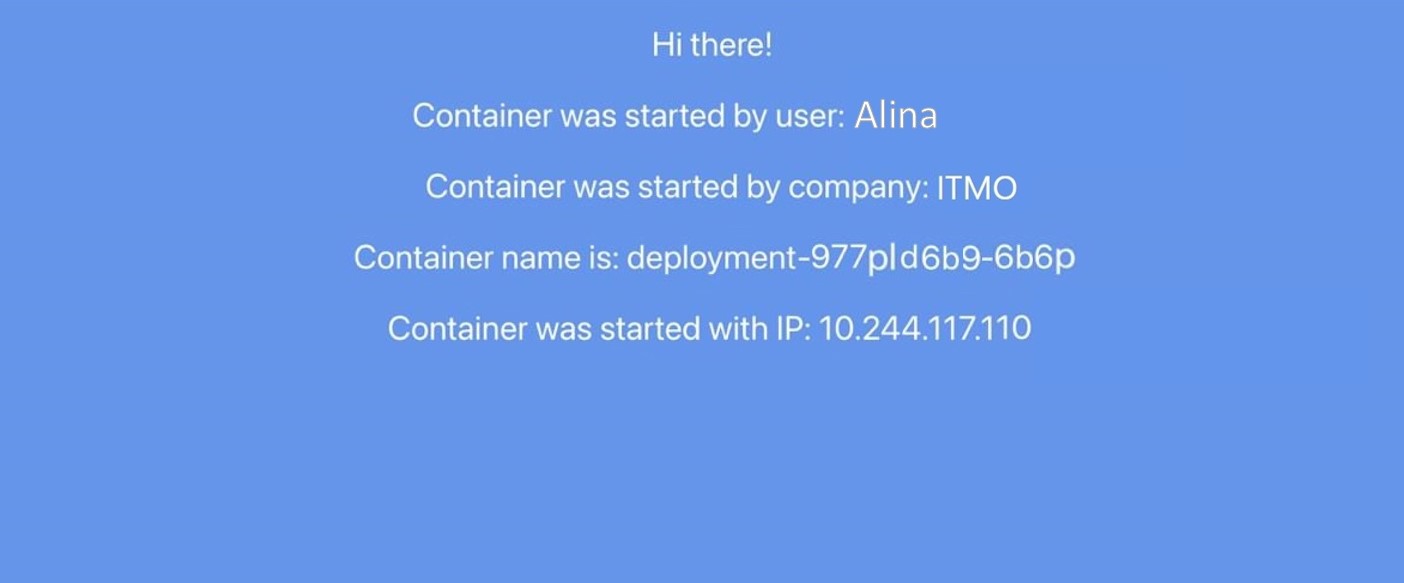 Hi there!
Container was started by user: Alina
Container was started by company: ITMO
Container name is: deployment-977pld6b9-6b6p
Container was started with IP: 10.244.117.110